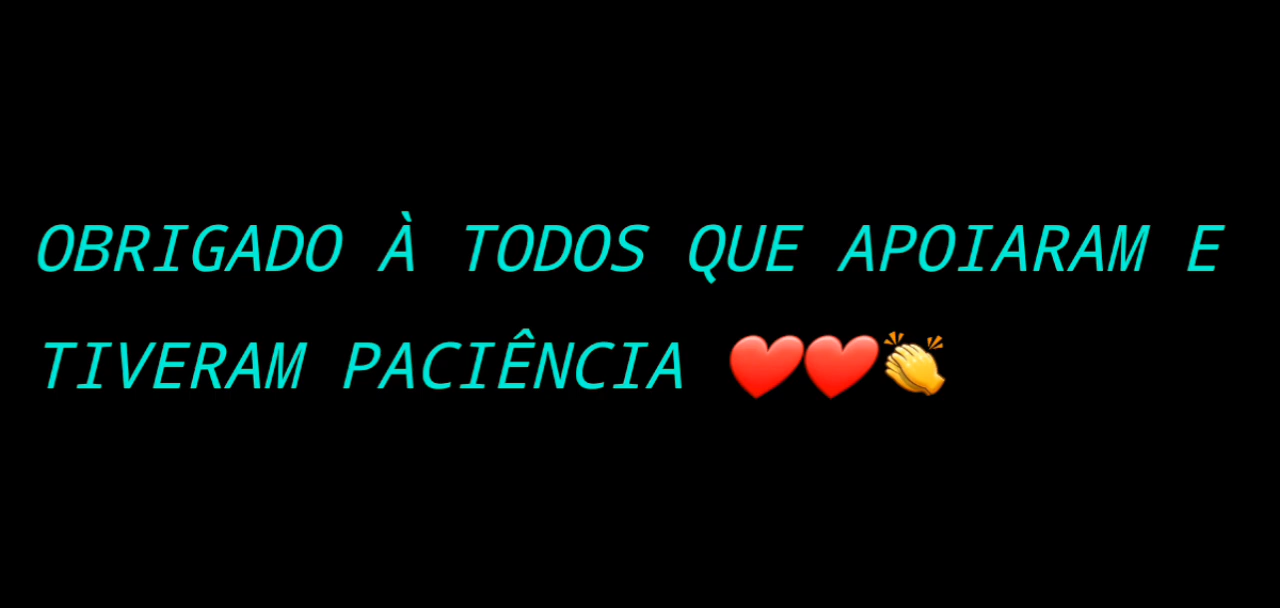 OBRIGADO À TODOS QUE APOIARAM E
TIVERAM PACIÊNCIA ❤️❤️👏